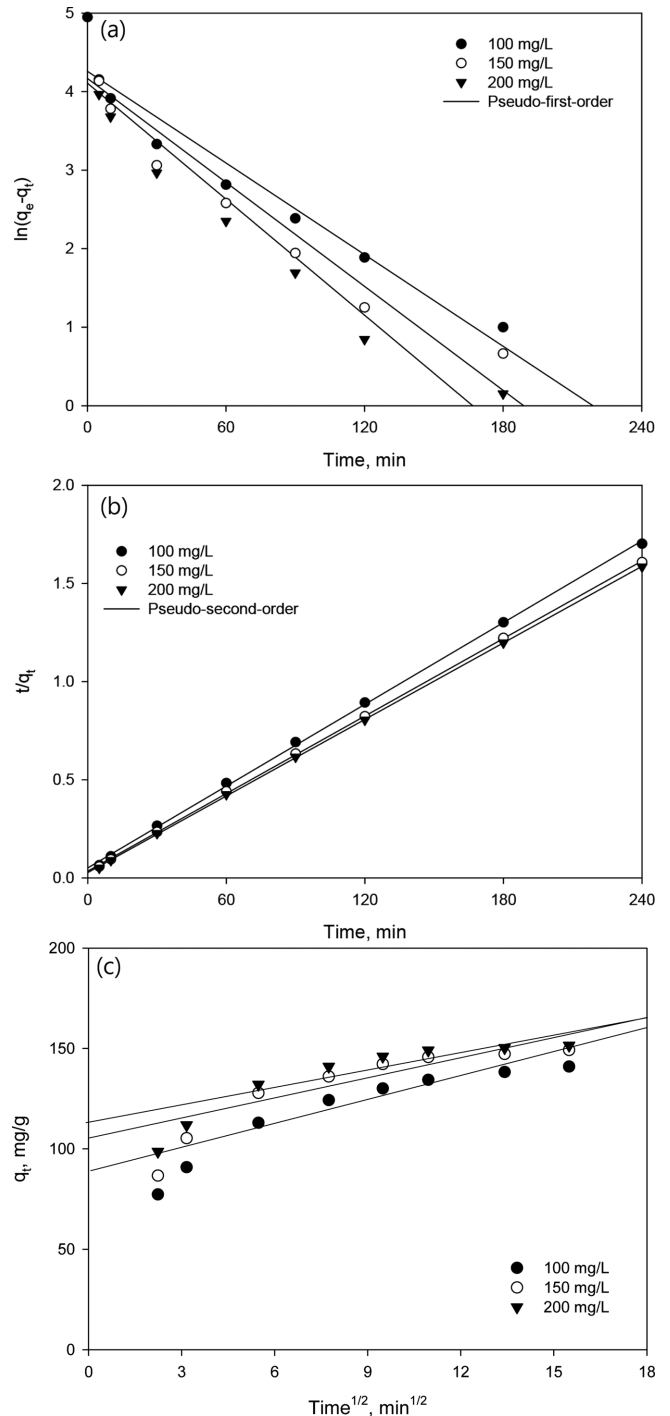 (a)
100 mg/L
150 mg/L
200 mg/L
Pseudo-first-order
ln(qe-qt)
5
4
3
2
1
0
0 60 120 180 240
Time, min
(b)
100 mg/L
150 mg/L
200 mg/L
Pseudo-second-order
t/qt
2.0
1.5
1.0
0.5
0.0
0 60 120 180 240
Time, min
(c)
qt, mg/g
200
150
100
50
0
100 mg/L
150 mg/L
200 mg/L
0 3 6 9 12 15 18
Time1/2, min1/2